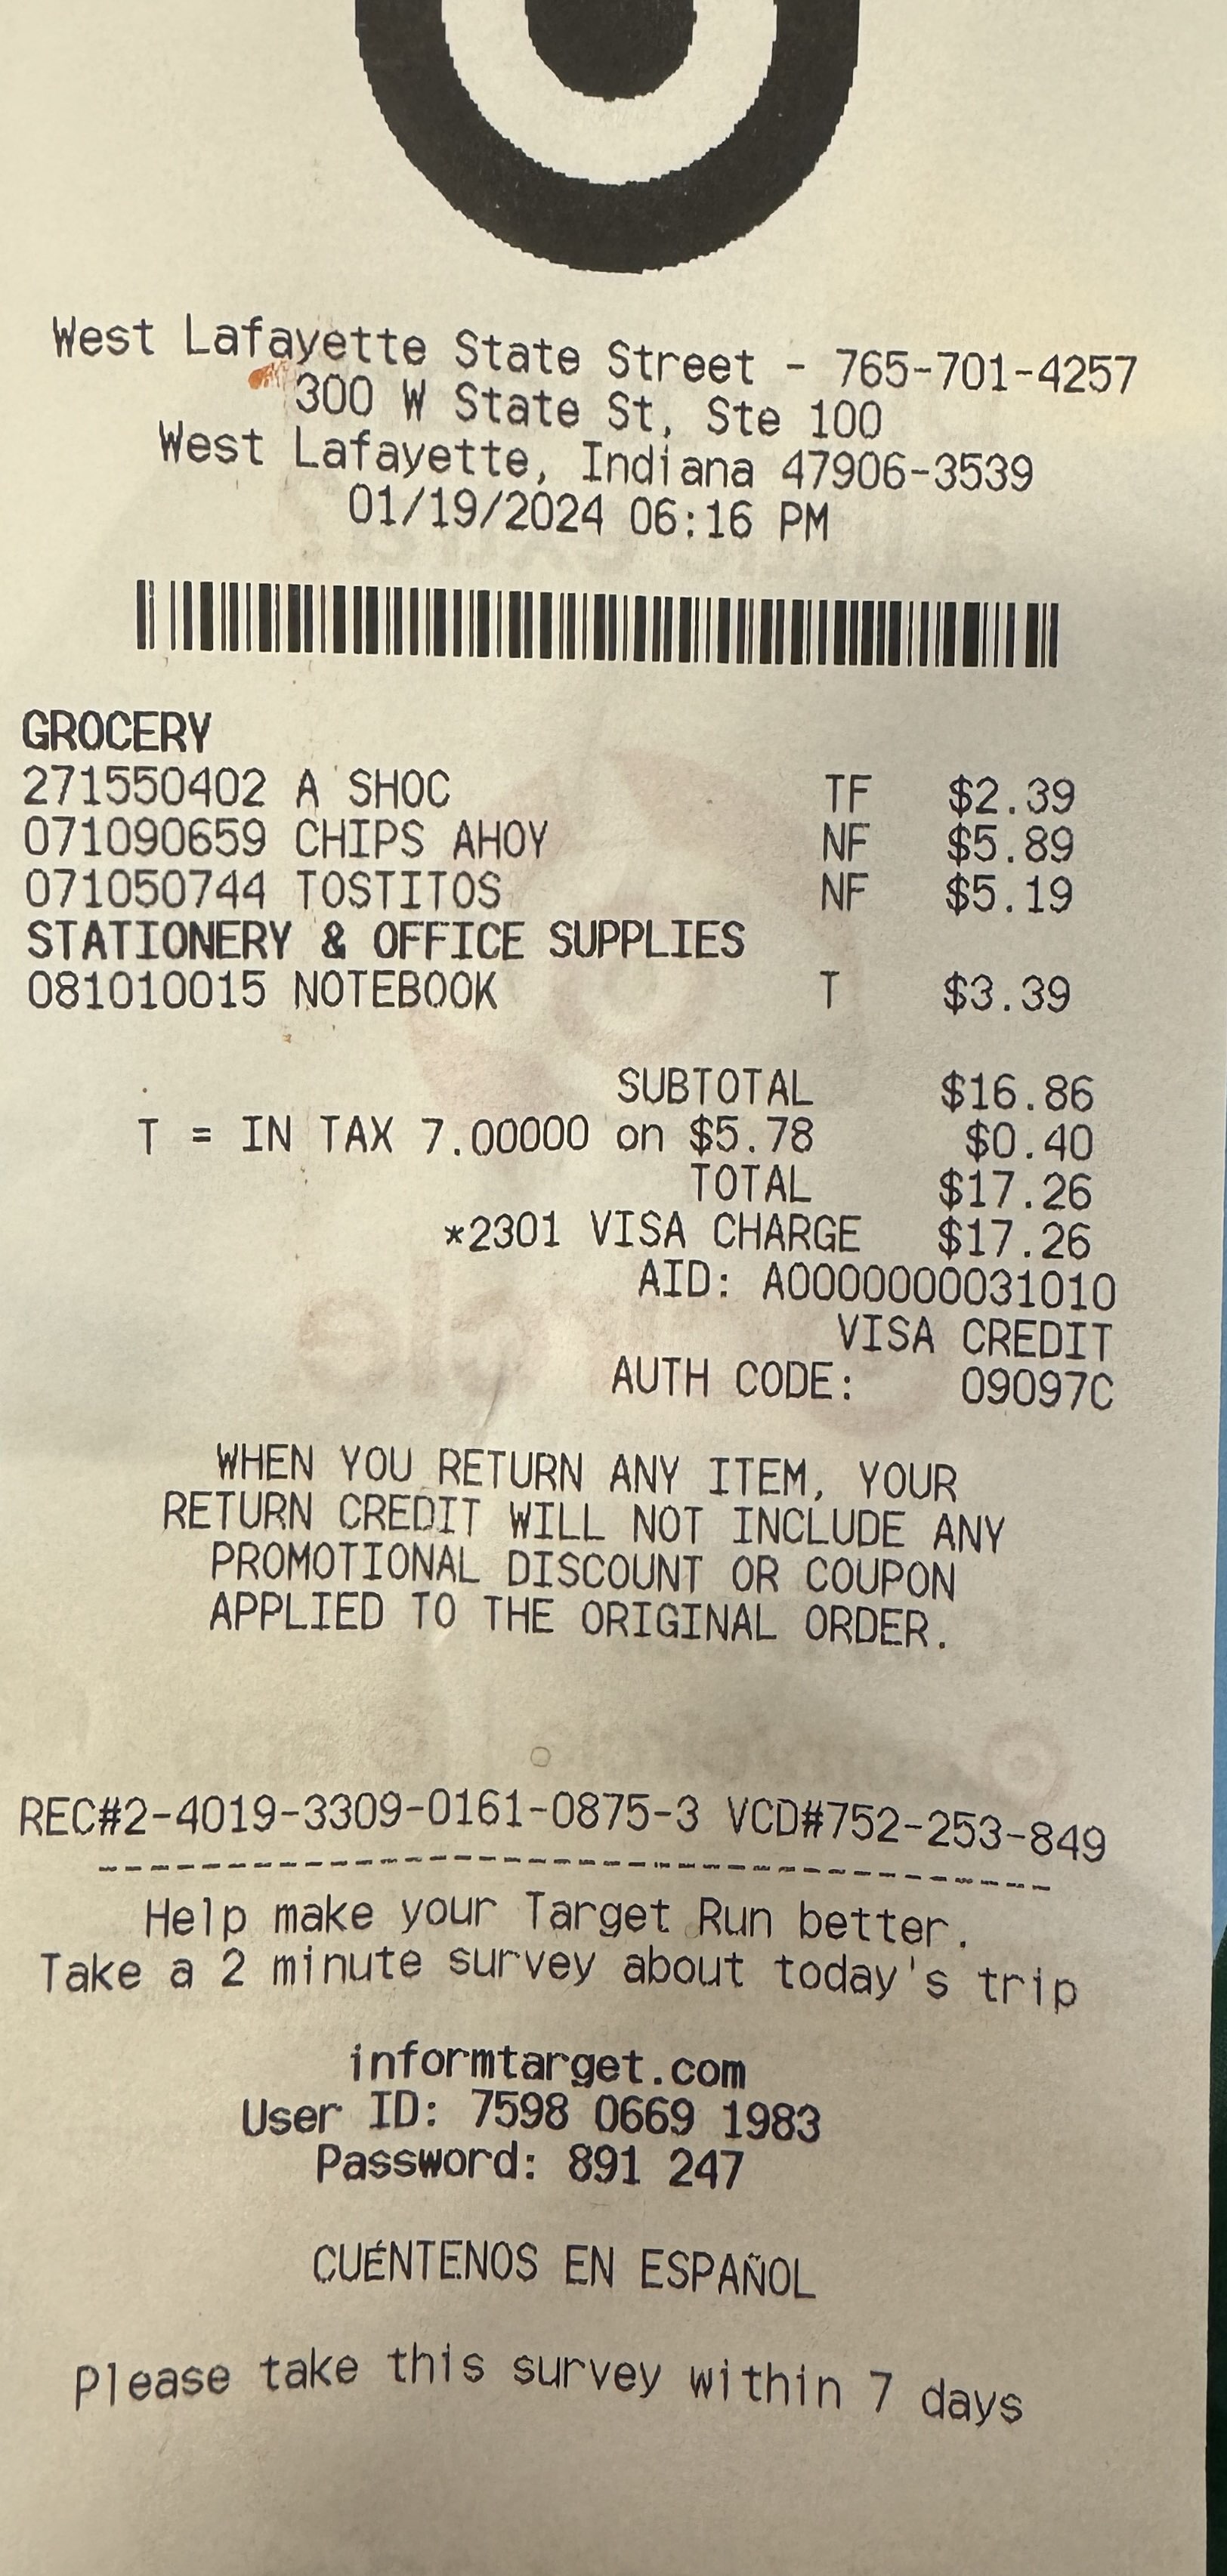 West Lafayette State Street - 765-701-4257
300 W State St, Ste 100
West Lafayette, Indiana 47906-3539
01/19/2024 06:16 PM
GROCERY
271550402 A SHOC TF $2.39
071090659 CHIPS AHOY NF $5.89
071050744 TOSTITOS NF $5.19
STATIONERY & OFFICE SUPPLIES
081010015 NOTEBOOK T $3.39
SUBTOTAL $16.86
T = IN TAX 7.00000 on $5.78 $0.40
TOTAL $17.26
*2301 VISA CHARGE $17.26
AID: A0000000031010
VISA CREDIT
AUTH CODE: 09097C
WHEN YOU RETURN ANY ITEM, YOUR
RETURN CREDIT WILL NOT INCLUDE ANY
PROMOTIONAL DISCOUNT OR COUPON
APPLIED TO THE ORIGINAL ORDER.
REC#2-4019-3309-0161-0875-3 VCD#752-253-849
Help make your Target Run better.
Take a 2 minute survey about today's trip
informtarget.com
User ID: 7598 0669 1983
Password: 891 247
CUÉNTENOS EN ESPAÑOL
Please take this survey within 7 days